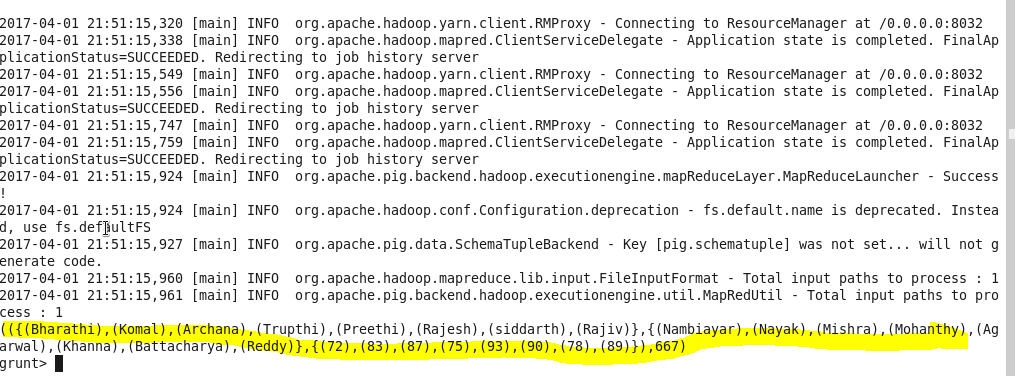 2017-04-01 21:51:15,320 [main] INFO  org.apache.hadoop.yarn.client.RMProxy - Connecting to ResourceManager at /0.0.0.0:8032
2017-04-01 21:51:15,338 [main] INFO  org.apache.hadoop.mapred.ClientServiceDelegate - Application state is completed. FinalAp
plicationStatus=SUCCEEDED. Redirecting to job history server
2017-04-01 21:51:15,549 [main] INFO  org.apache.hadoop.yarn.client.RMProxy - Connecting to ResourceManager at /0.0.0.0:8032
2017-04-01 21:51:15,556 [main] INFO  org.apache.hadoop.mapred.ClientServiceDelegate - Application state is completed. FinalAp
plicationStatus=SUCCEEDED. Redirecting to job history server
2017-04-01 21:51:15,747 [main] INFO  org.apache.hadoop.yarn.client.RMProxy - Connecting to ResourceManager at /0.0.0.0:8032
2017-04-01 21:51:15,759 [main] INFO  org.apache.hadoop.mapred.ClientServiceDelegate - Application state is completed. FinalAp
plicationStatus=SUCCEEDED. Redirecting to job history server
2017-04-01 21:51:15,924 [main] INFO  org.apache.pig.backend.hadoop.executionengine.mapReduceLayer.MapReduceLauncher - Success
!
2017-04-01 21:51:15,924 [main] INFO  org.apache.hadoop.conf.Configuration.deprecation - fs.default.name is deprecated. Instea
d, use fs.defaultFS
2017-04-01 21:51:15,927 [main] INFO  org.apache.pig.data.SchemaTupleBackend - Key [pig.schematuple] was not set... will not g
enerate code.
2017-04-01 21:51:15,960 [main] INFO  org.apache.hadoop.mapreduce.lib.input.FileInputFormat - Total input paths to process : 1
2017-04-01 21:51:15,961 [main] INFO  org.apache.pig.backend.hadoop.executionengine.util.MapRedUtil - Total input paths to pro
cess : 1
(({(Bharathi),(Komal),(Archana),(Trupthi),(Preethi),(Rajesh),(siddarth),(Rajiv)},{(Nambiayar),(Nayak),(Mishra),(Mohanthy),(Ag
arwal),(Khanna),(Battacharya),(Reddy)},{(72),(83),(87),(75),(93),(90),(78),(89)}),667)
grunt>